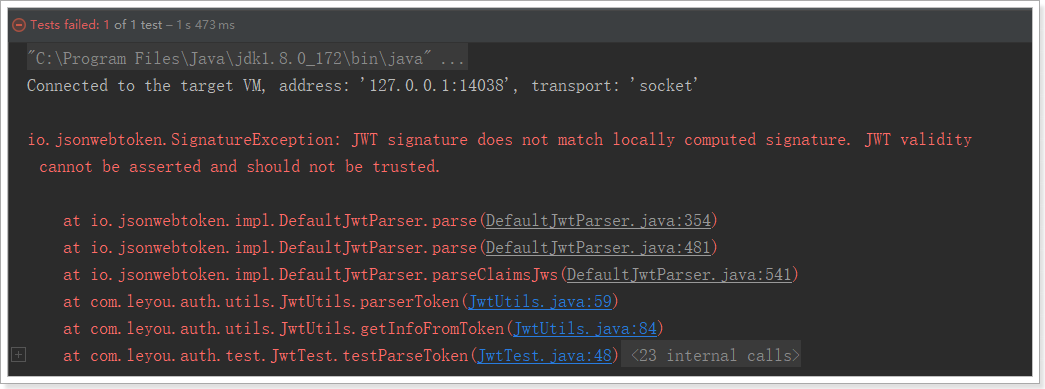 Tests failed: 1 of 1 test – 1 s 473 ms
"C:\Program Files\Java\jdk1.8.0_172\bin\java" ...
Connected to the target VM, address: '127.0.0.1:14038', transport: 'socket'
io.jsonwebtoken.SignatureException: JWT signature does not match locally computed signature. JWT validity
cannot be asserted and should not be trusted.
at io.jsonwebtoken.impl.DefaultJwtParser.parse(DefaultJwtParser.java:354)
at io.jsonwebtoken.impl.DefaultJwtParser.parse(DefaultJwtParser.java:481)
at io.jsonwebtoken.impl.DefaultJwtParser.parseClaimsJws(DefaultJwtParser.java:541)
at com.leyou.auth.utils.JwtUtils.parserToken(JwtUtils.java:59)
at com.leyou.auth.utils.JwtUtils.getInfoFromToken(JwtUtils.java:84)
at com.leyou.auth.test.JwtTest.testParseToken(JwtTest.java:48) <23 internal calls>